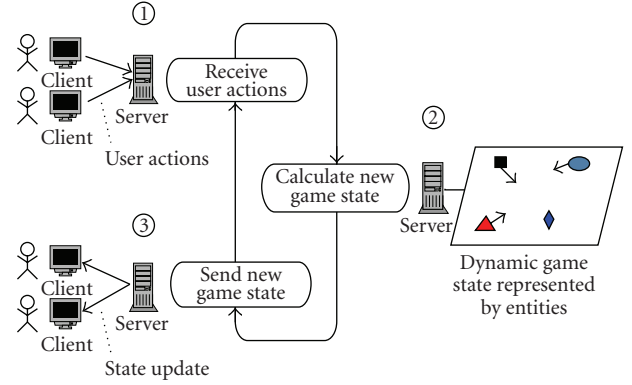 ①
Client
Client
Server
User actions
Receive
user actions
Calculate new
game state
②
Server
Dynamic game
state represented
by entities
③
Client
Client
Server
State update
Send new
game state